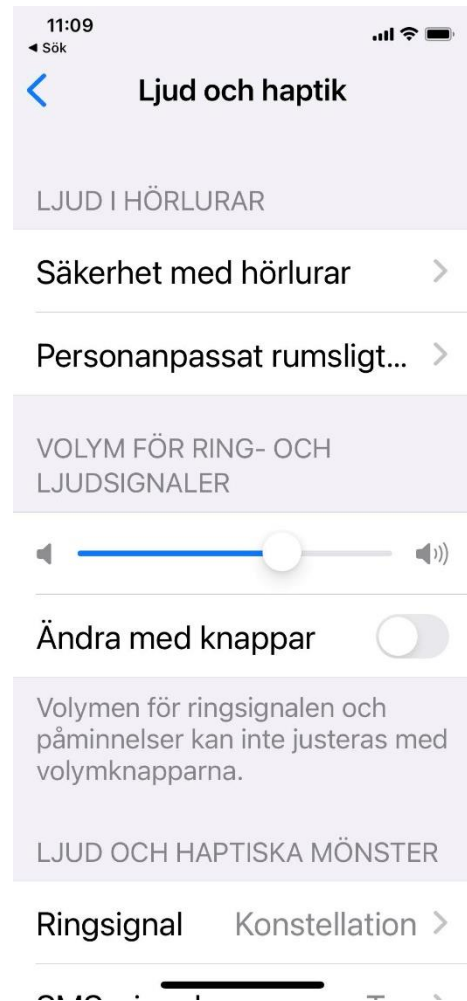 11:09
◀ Sök
Ljud och haptik
LJUD I HÖRLURAR
Säkerhet med hörlurar
Personanpassat rumsligt...
VOLYM FÖR RING- OCH
LJUDSIGNALER
Ändra med knappar
Volymen för ringsignalen och
påminnelser kan inte justeras med
volymknapparna.
LJUD OCH HAPTISKA MÖNSTER
Ringsignal Konstellation